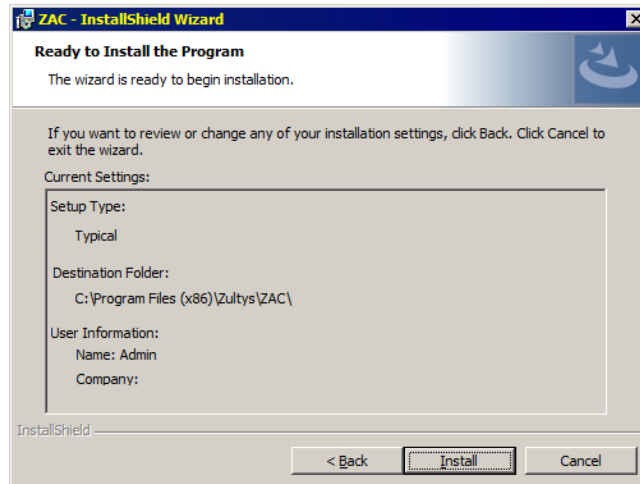 ZAC - InstallShield Wizard
Ready to Install the Program
The wizard is ready to begin installation.
If you want to review or change any of your installation settings, click Back. Click Cancel to
exit the wizard.
Current Settings:
Setup Type:
Typical
Destination Folder:
C:\Program Files (x86)\Zultys\ZAC\
User Information:
Name: Admin
Company:
InstallShield
< Back
Install
Cancel